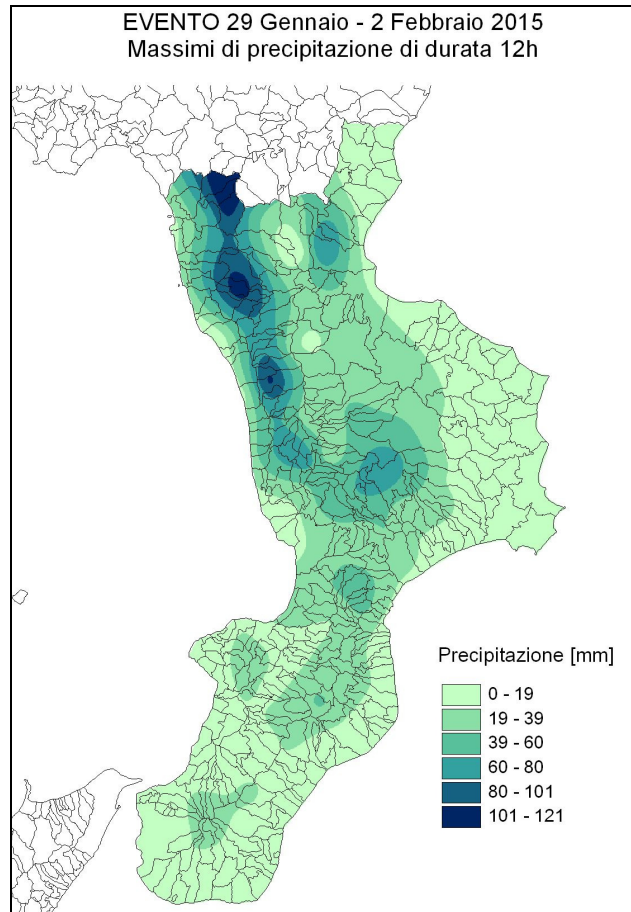 EVENTO 29 Gennaio - 2 Febbraio 2015
Massimi di precipitazione di durata 12h
Precipitazione [mm]
0 - 19
19 - 39
39 - 60
60 - 80
80 - 101
101 - 121